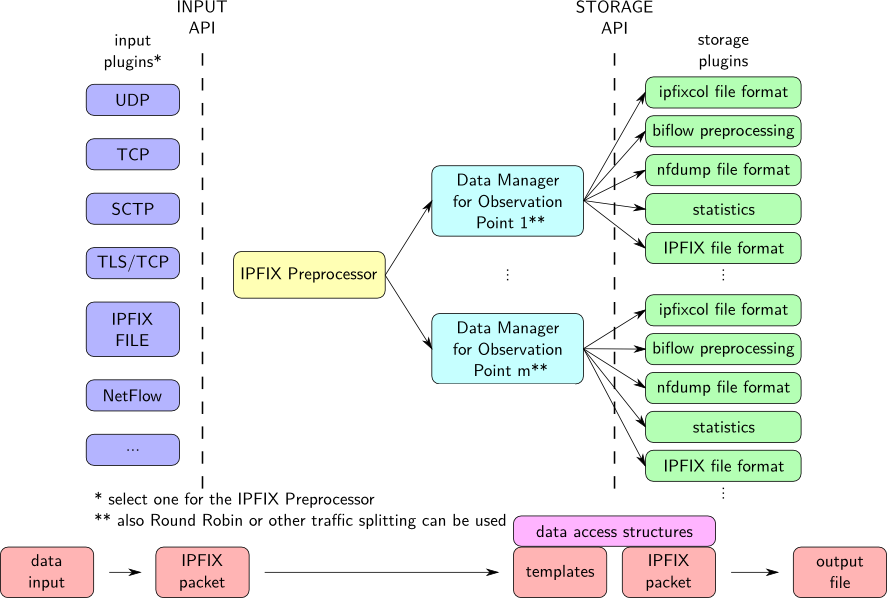 INPUT
API
STORAGE
API
input
plugins*
storage
plugins
UDP
TCP
SCTP
TLS/TCP
IPFIX
FILE
NetFlow
...
IPFIX Preprocessor
Data Manager
for Observation
Point 1**
...
Data Manager
for Observation
Point m**
ipfixcol file format
biflow preprocessing
nfdump file format
statistics
IPFIX file format
...
ipfixcol file format
biflow preprocessing
nfdump file format
statistics
IPFIX file format
...
* select one for the IPFIX Preprocessor
** also Round Robin or other traffic splitting can be used
data
input
IPFIX
packet
data access structures
templates
IPFIX
packet
output
file